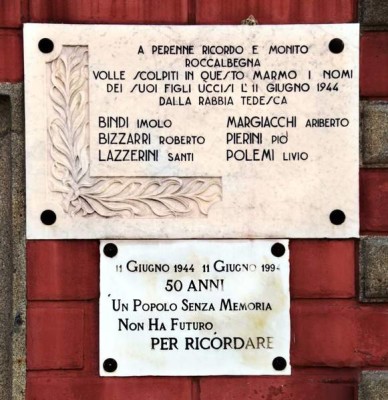 A PERENNE RICORDO E MONITO
ROCCALBEGNA
VOLLE SCOLPITI IN QUESTO MARMO I NOMI
DEI SUOI FIGLI UCCISI L'11 GIUGNO 1944
DALLA RABBIA TEDESCA
BINDI IMOLO
BIZZARRI ROBERTO
LAZZERINI SANTI
MARGIACCHI ARIBERTO
PIERINI PIO
POLEMI LIVIO
11 GIUGNO 1944 11 GIUGNO 1994
50 ANNI
"UN POPOLO SENZA MEMORIA
NON HA FUTURO"
PER RICORDARE